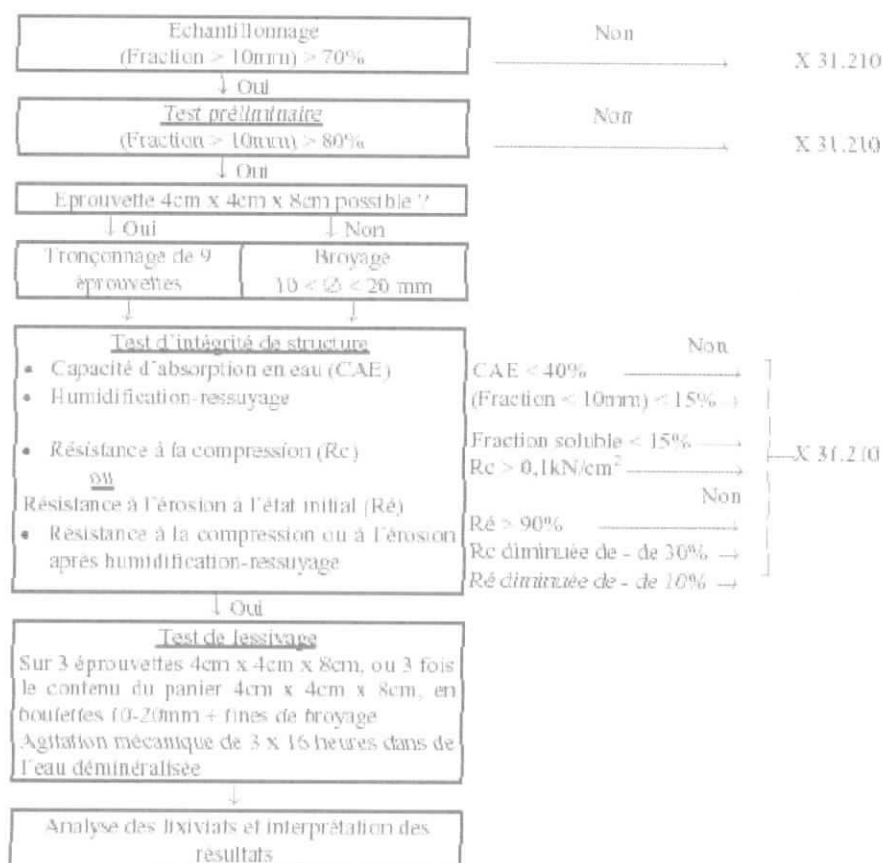 Echantillonnage
(Fraction > 10mm) > 70%
Non
X 31.210
↓ Oui
Test préliminaire
(Fraction > 10mm) > 80%
Non
X 31.210
↓ Oui
Eprouvette 4cm x 4cm x 8cm possible ?
↓ Oui
↓ Non
Tronçonnage de 9
éprouvettes
Broyage
10 < Ø < 20 mm
Test d'intégrité de structure
• Capacité d'absorption en eau (CAE)
• Humidification-ressuyage
• Résistance à la compression (Rc)
ou
Résistance à l'érosion à l'état initial (Ré)
• Résistance à la compression ou à l'érosion
après humidification-ressuyage
Non
CAE < 40%
(Fraction < 10mm) < 15%
Fraction soluble < 15%
Rc > 0,1kN/cm²
Non
Ré > 90%
Rc diminuée de - de 30%
Ré diminuée de - de 10%
X 31.210
↓ Oui
Test de lessivage
Sur 3 éprouvettes 4cm x 4cm x 8cm, ou 3 fois
le contenu du panier 4cm x 4cm x 8cm, en
boulettes 10-20mm + fines de broyage
Agitation mécanique de 3 x 16 heures dans de
l'eau déminéralisée
Analyse des lixiviats et interprétation des
résultats